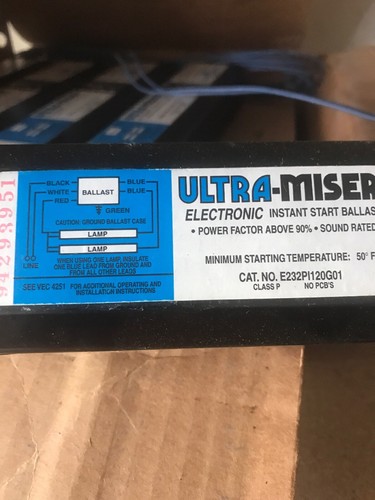 94293951
BLACK
WHITE
RED
BALLAST
BLUE
BLUE
GREEN
CAUTION: GROUND BALLAST CASE
LAMP
LAMP
LINE
WHEN USING ONE LAMP, INSULATE
ONE BLUE LEAD FROM GROUND AND
FROM ALL OTHER LEADS
SEE VEC 4251 FOR ADDITIONAL OPERATING AND
INSTALLATION INSTRUCTIONS
ULTRA-MISER
ELECTRONIC INSTANT START BALLAS
• POWER FACTOR ABOVE 90% • SOUND RATED
MINIMUM STARTING TEMPERATURE: 50° F
CAT. NO. E232PI120G01
CLASS P NO PCB'S